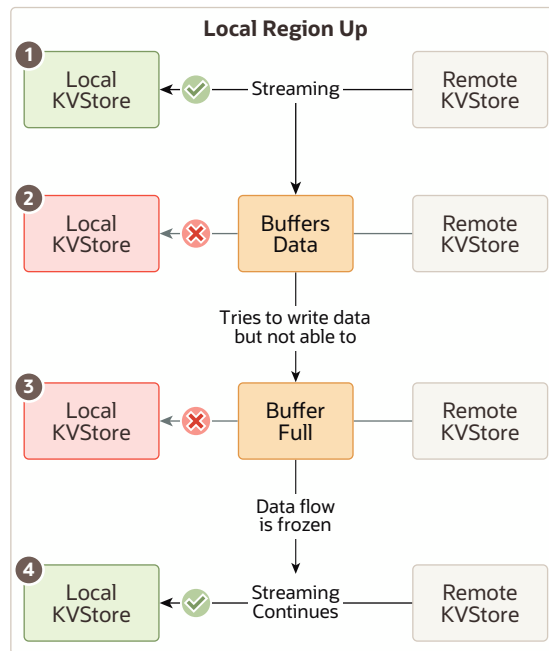 Local Region Up
1
Local
KVStore
Streaming
Remote
KVStore
2
Local
KVStore
Buffers
Data
Remote
KVStore
Tries to write data
but not able to
3
Local
KVStore
Buffer
Full
Remote
KVStore
Data flow
is frozen
4
Local
KVStore
Streaming
Continues
Remote
KVStore